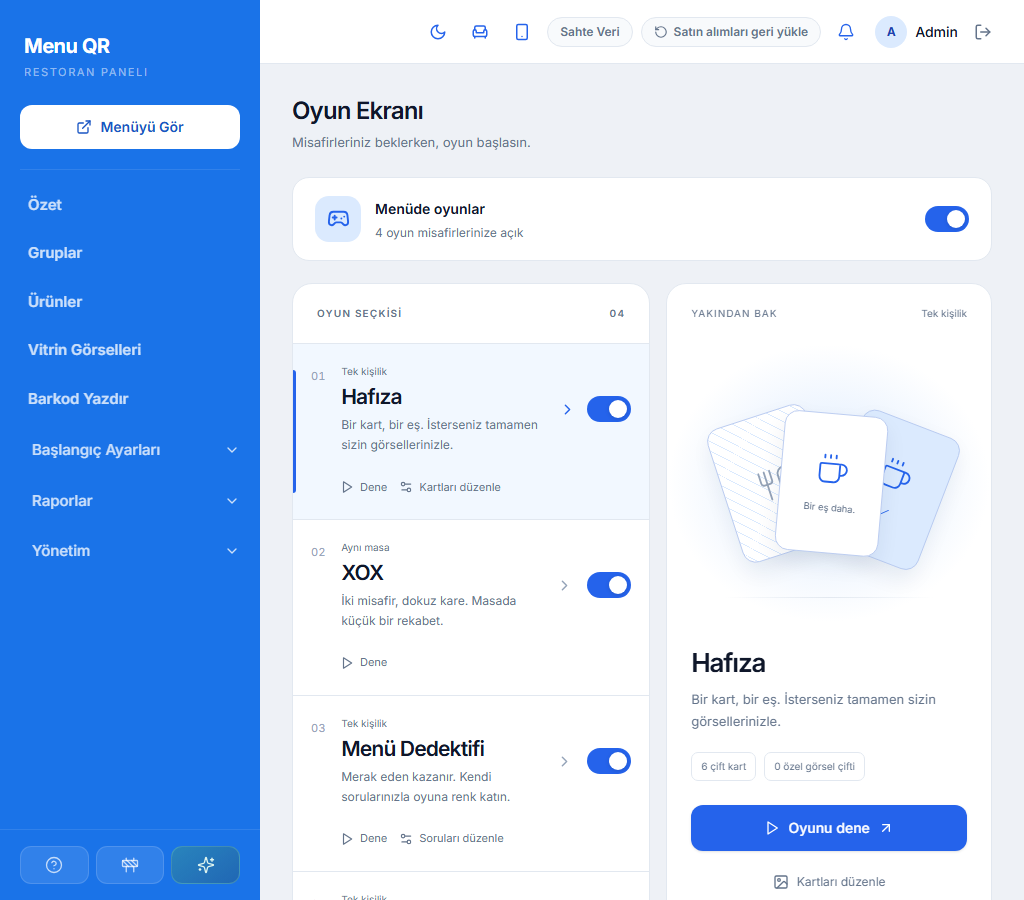 Menu QR
RESTORAN PANELI
Menüyü Gör
Özet
Gruplar
Ürünler
Vitrin Görselleri
Barkod Yazdır
Başlangıç Ayarları
Raporlar
Yönetim
Sahte Veri
Satın alımları geri yükle
A
Admin
Oyun Ekranı
Misafirleriniz beklerken, oyun başlasın.
Menüde oyunlar
4 oyun misafirlerinize açık
OYUN SEÇKİSİ
04
01
Tek kişilik
Hafıza
Bir kart, bir eş. İsterseniz tamamen
sizin görsellerinizle.
Dene
Kartları düzenle
02
Aynı masa
XOX
İki misafir, dokuz kare. Masada
küçük bir rekabet.
Dene
03
Tek kişilik
Menü Dedektifi
Merak eden kazanır. Kendi
sorularınızla oyuna renk katın.
Dene
Soruları düzenle
Tek kişilik
YAKINDAN BAK
Tek kişilik
Bir eş daha.
Hafıza
Bir kart, bir eş. İsterseniz tamamen sizin
görsellerinizle.
6 çift kart
0 özel görsel çifti
Oyunu dene
Kartları düzenle